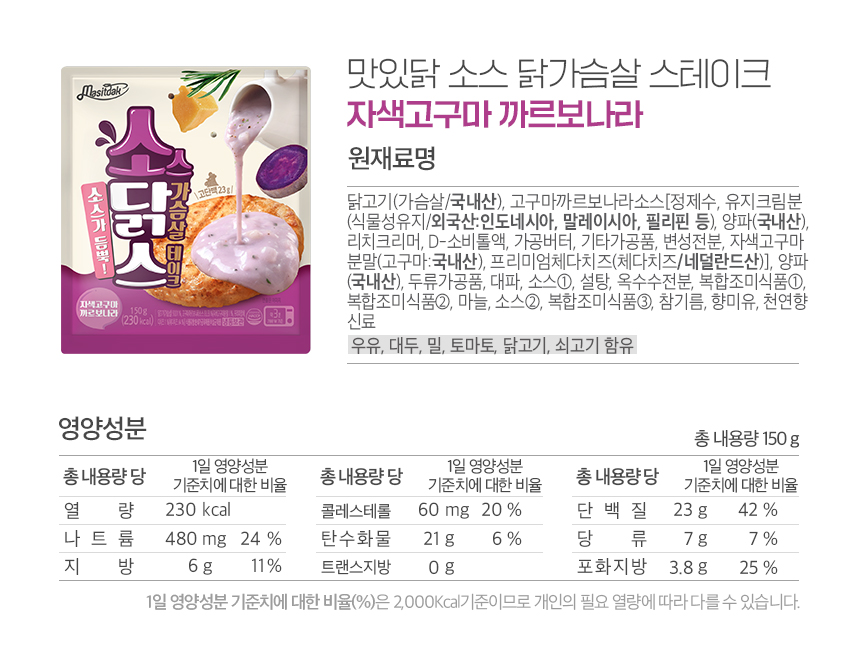 맛있닭 소스 닭가슴살 스테이크
자색고구마 까르보나라
원재료명
닭고기(가슴살/국내산), 고구마까르보나라소스[정제수, 유지크림분
(식물성유지/외국산:인도네시아, 말레이시아, 필리핀 등), 양파(국내산),
리치크리머, D-소비톨액, 가공버터, 기타가공품, 변성전분, 자색고구마
분말(고구마:국내산), 프리미엄체다치즈(체다치즈/네덜란드산)], 양파
(국내산), 두류가공품, 대파, 소스①, 설탕, 옥수수전분, 복합조미식품①,
복합조미식품②, 마늘, 소스②, 복합조미식품③, 참기름, 향미유, 천연향
신료
우유, 대두, 밀, 토마토, 닭고기, 쇠고기 함유
Masitdak
소스
닭
가슴살
스테이크
소스가 듬뿍!
고단백 23g!
자색고구마
까르보나라
150 g
(230 kcal)
영양성분
총 내용량 150 g
총 내용량 당 1일 영양성분 기준치에 대한 비율 총 내용량 당 1일 영양성분 기준치에 대한 비율 총 내용량 당 1일 영양성분 기준치에 대한 비율
열 량 230 kcal 콜레스테롤 60 mg 20 % 단 백 질 23 g 42 %
나 트 륨 480 mg 24 % 탄수화물 21 g 6 % 당 류 7 g 7 %
지 방 6 g 11% 트랜스지방 0 g 포화지방 3.8 g 25 %
1일 영양성분 기준치에 대한 비율(%)은 2,000Kcal기준이므로 개인의 필요 열량에 따라 다를 수 있습니다.